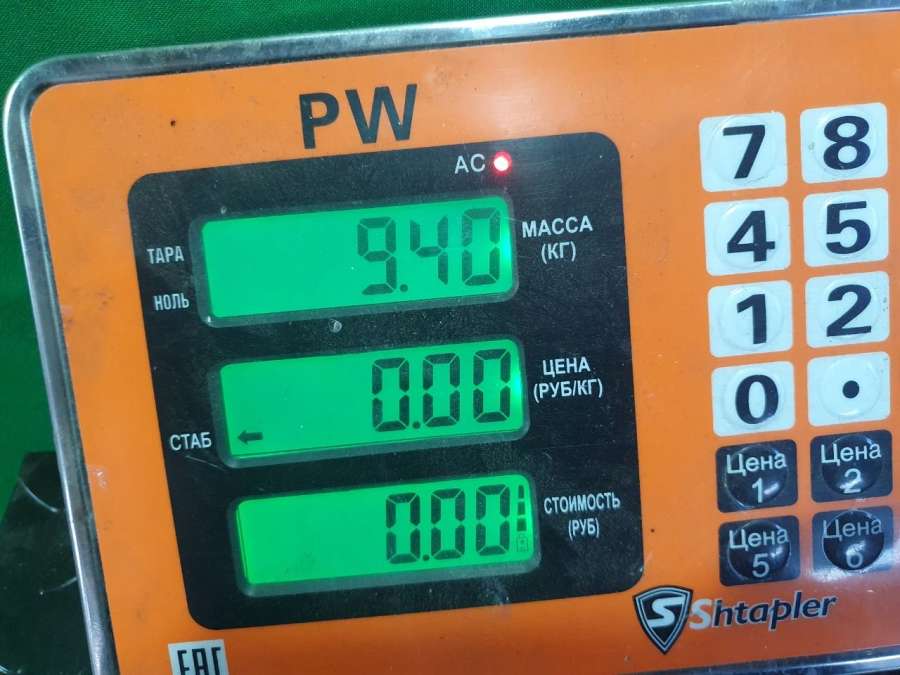 PW
AC
ТАРА
НОЛЬ
9.40
МАССА
(КГ)
СТАБ
0.00
ЦЕНА
(РУБ/КГ)
0.00
СТОИМОСТЬ
(РУБ)
7 8
4 5
1 2
0 .
Цена 1
Цена 2
Цена 5
Цена 6
Shtapler
EAC